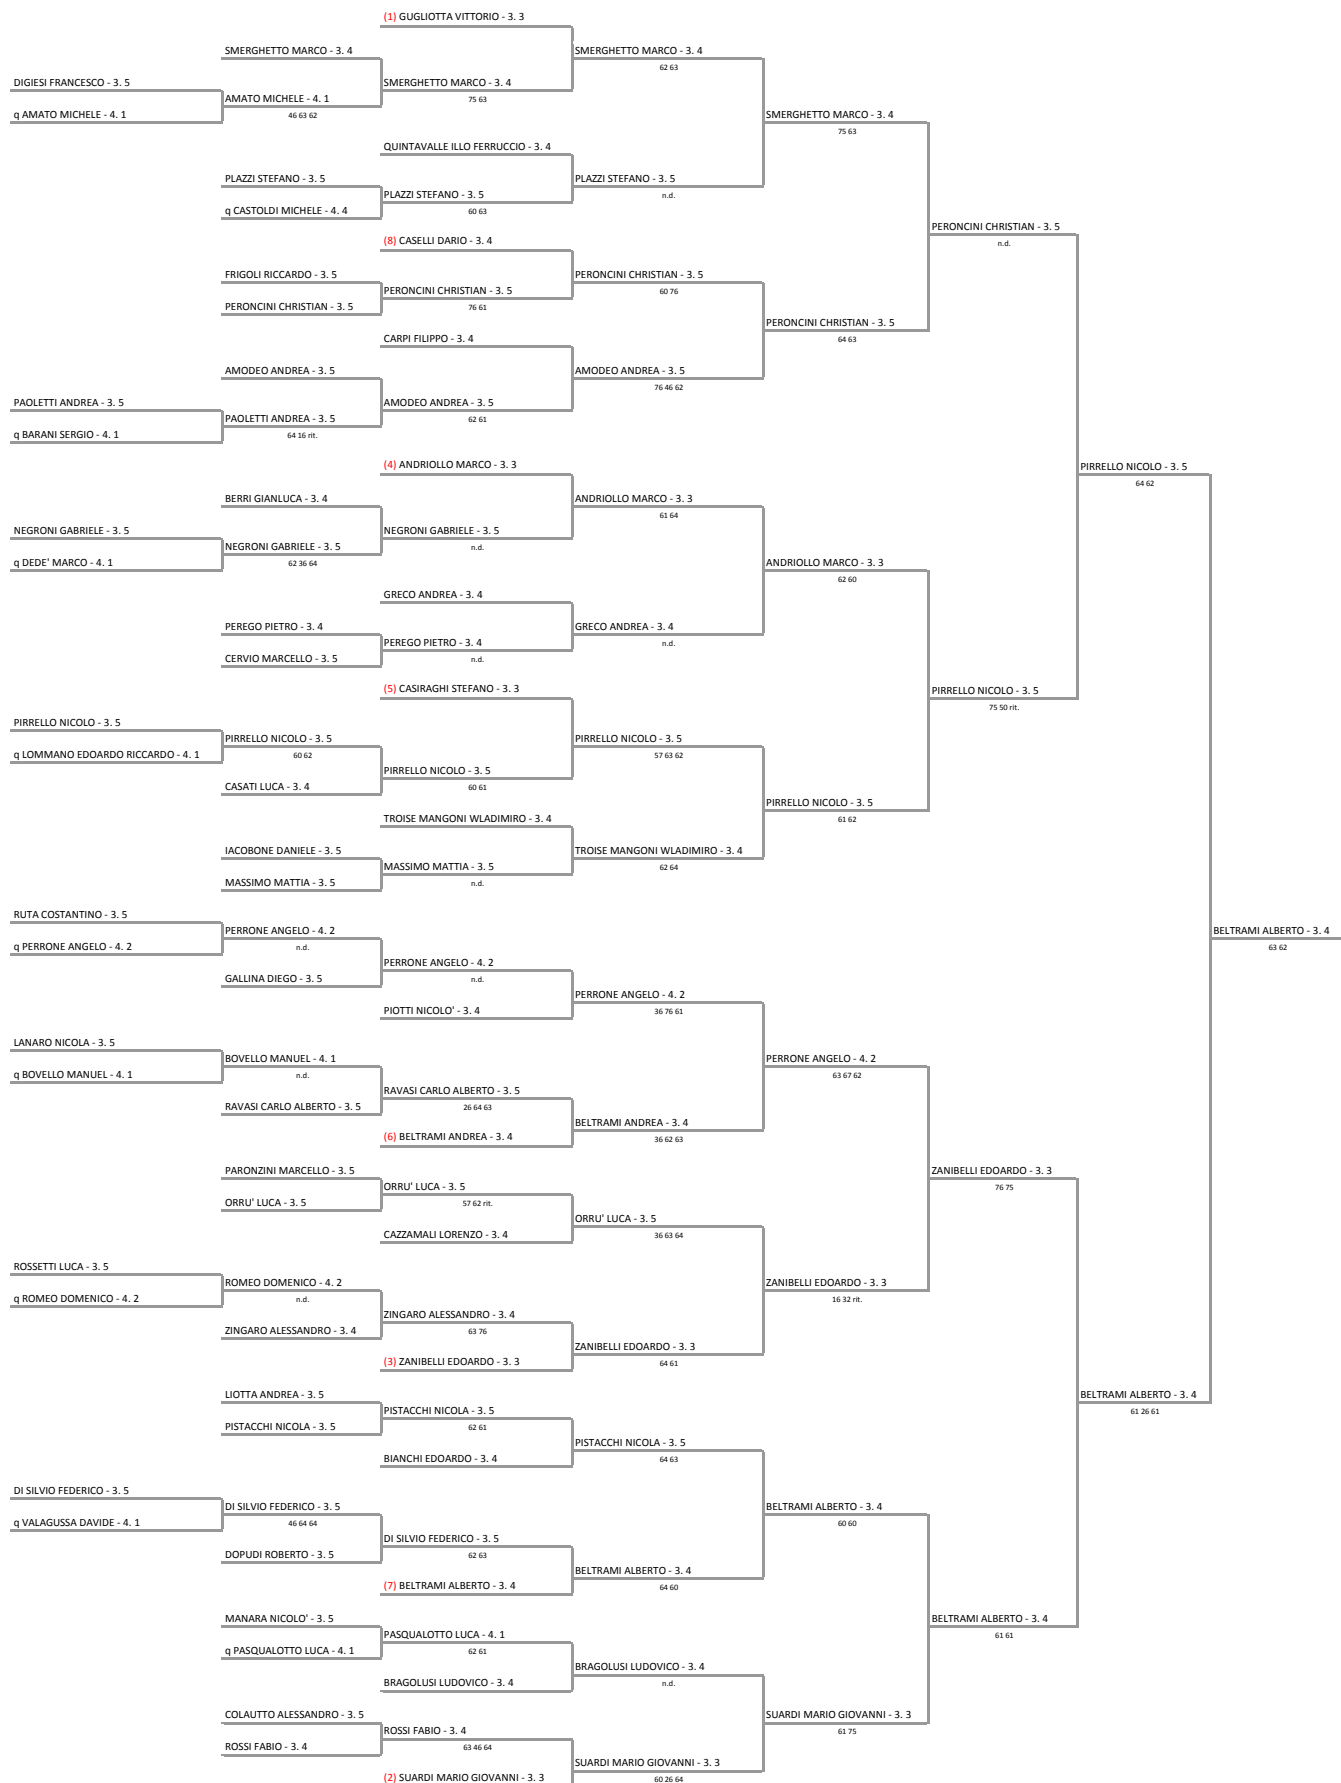 (1) GUGLIOTTA VITTORIO - 3. 3
SMERGHETTO MARCO - 3. 4
SMERGHETTO MARCO - 3. 4
62 63
DIGIESI FRANCESCO - 3. 5
SMERGHETTO MARCO - 3. 4
75 63
AMATO MICHELE - 4. 1
46 63 62
q AMATO MICHELE - 4. 1
SMERGHETTO MARCO - 3. 4
75 63
QUINTAVALLE ILLO FERRUCCIO - 3. 4
PLAZZI STEFANO - 3. 5
PLAZZI STEFANO - 3. 5
n.d.
PLAZZI STEFANO - 3. 5
60 63
q CASTOLDI MICHELE - 4. 4
PERONCINI CHRISTIAN - 3. 5
n.d.
(8) CASELLI DARIO - 3. 4
FRIGOLI RICCARDO - 3. 5
PERONCINI CHRISTIAN - 3. 5
60 76
PERONCINI CHRISTIAN - 3. 5
76 61
PERONCINI CHRISTIAN - 3. 5
PERONCINI CHRISTIAN - 3. 5
64 63
CARPI FILIPPO - 3. 4
AMODEO ANDREA - 3. 5
AMODEO ANDREA - 3. 5
76 46 62
PAOLETTI ANDREA - 3. 5
AMODEO ANDREA - 3. 5
62 61
PAOLETTI ANDREA - 3. 5
64 16 rit.
q BARANI SERGIO - 4. 1
(4) ANDRIOLLO MARCO - 3. 3
PIRRELLO NICOLO - 3. 5
64 62
BERRI GIANLUCA - 3. 4
ANDRIOLLO MARCO - 3. 3
61 64
NEGRONI GABRIELE - 3. 5
NEGRONI GABRIELE - 3. 5
n.d.
NEGRONI GABRIELE - 3. 5
62 36 64
q DEDE' MARCO - 4. 1
ANDRIOLLO MARCO - 3. 3
62 60
GRECO ANDREA - 3. 4
PEREGO PIETRO - 3. 4
GRECO ANDREA - 3. 4
n.d.
PEREGO PIETRO - 3. 4
n.d.
CERVIO MARCELLO - 3. 5
(5) CASIRAGHI STEFANO - 3. 3
PIRRELLO NICOLO - 3. 5
75 50 rit.
PIRRELLO NICOLO - 3. 5
PIRRELLO NICOLO - 3. 5
60 62
PIRRELLO NICOLO - 3. 5
57 63 62
q LOMMANO EDOARDO RICCARDO - 4. 1
PIRRELLO NICOLO - 3. 5
60 61
CASATI LUCA - 3. 4
PIRRELLO NICOLO - 3. 5
61 62
TROISE MANGONI WLADIMIRO - 3. 4
IACOBONE DANIELE - 3. 5
TROISE MANGONI WLADIMIRO - 3. 4
62 64
MASSIMO MATTIA - 3. 5
n.d.
MASSIMO MATTIA - 3. 5
RUTA COSTANTINO - 3. 5
PERRONE ANGELO - 4. 2
n.d.
BELTRAMI ALBERTO - 3. 4
63 62
q PERRONE ANGELO - 4. 2
PERRONE ANGELO - 4. 2
n.d.
GALLINA DIEGO - 3. 5
PERRONE ANGELO - 4. 2
36 76 61
PIOTTI NICOLO' - 3. 4
LANARO NICOLA - 3. 5
BOVELLO MANUEL - 4. 1
n.d.
PERRONE ANGELO - 4. 2
63 67 62
q BOVELLO MANUEL - 4. 1
RAVASI CARLO ALBERTO - 3. 5
26 64 63
RAVASI CARLO ALBERTO - 3. 5
BELTRAMI ANDREA - 3. 4
36 62 63
(6) BELTRAMI ANDREA - 3. 4
PARONZINI MARCELLO - 3. 5
ZANIBELLI EDOARDO - 3. 3
76 75
ORRU' LUCA - 3. 5
57 62 rit.
ORRU' LUCA - 3. 5
ORRU' LUCA - 3. 5
36 63 64
CAZZAMALI LORENZO - 3. 4
ROSSETTI LUCA - 3. 5
ROMEO DOMENICO - 4. 2
n.d.
ZANIBELLI EDOARDO - 3. 3
16 32 rit.
q ROMEO DOMENICO - 4. 2
ZINGARO ALESSANDRO - 3. 4
63 76
ZINGARO ALESSANDRO - 3. 4
ZANIBELLI EDOARDO - 3. 3
64 61
(3) ZANIBELLI EDOARDO - 3. 3
LIOTTA ANDREA - 3. 5
BELTRAMI ALBERTO - 3. 4
61 26 61
PISTACCHI NICOLA - 3. 5
62 61
PISTACCHI NICOLA - 3. 5
PISTACCHI NICOLA - 3. 5
64 63
BIANCHI EDOARDO - 3. 4
DI SILVIO FEDERICO - 3. 5
DI SILVIO FEDERICO - 3. 5
46 64 64
BELTRAMI ALBERTO - 3. 4
60 60
q VALAGUSSA DAVIDE - 4. 1
DI SILVIO FEDERICO - 3. 5
62 63
DOPUDI ROBERTO - 3. 5
BELTRAMI ALBERTO - 3. 4
64 60
(7) BELTRAMI ALBERTO - 3. 4
MANARA NICOLO' - 3. 5
BELTRAMI ALBERTO - 3. 4
61 61
PASQUALOTTO LUCA - 4. 1
62 61
q PASQUALOTTO LUCA - 4. 1
BRAGOLUSI LUDOVICO - 3. 4
n.d.
BRAGOLUSI LUDOVICO - 3. 4
COLAUTTO ALESSANDRO - 3. 5
SUARDI MARIO GIOVANNI - 3. 3
61 75
ROSSI FABIO - 3. 4
63 46 64
ROSSI FABIO - 3. 4
SUARDI MARIO GIOVANNI - 3. 3
60 26 64
(2) SUARDI MARIO GIOVANNI - 3. 3